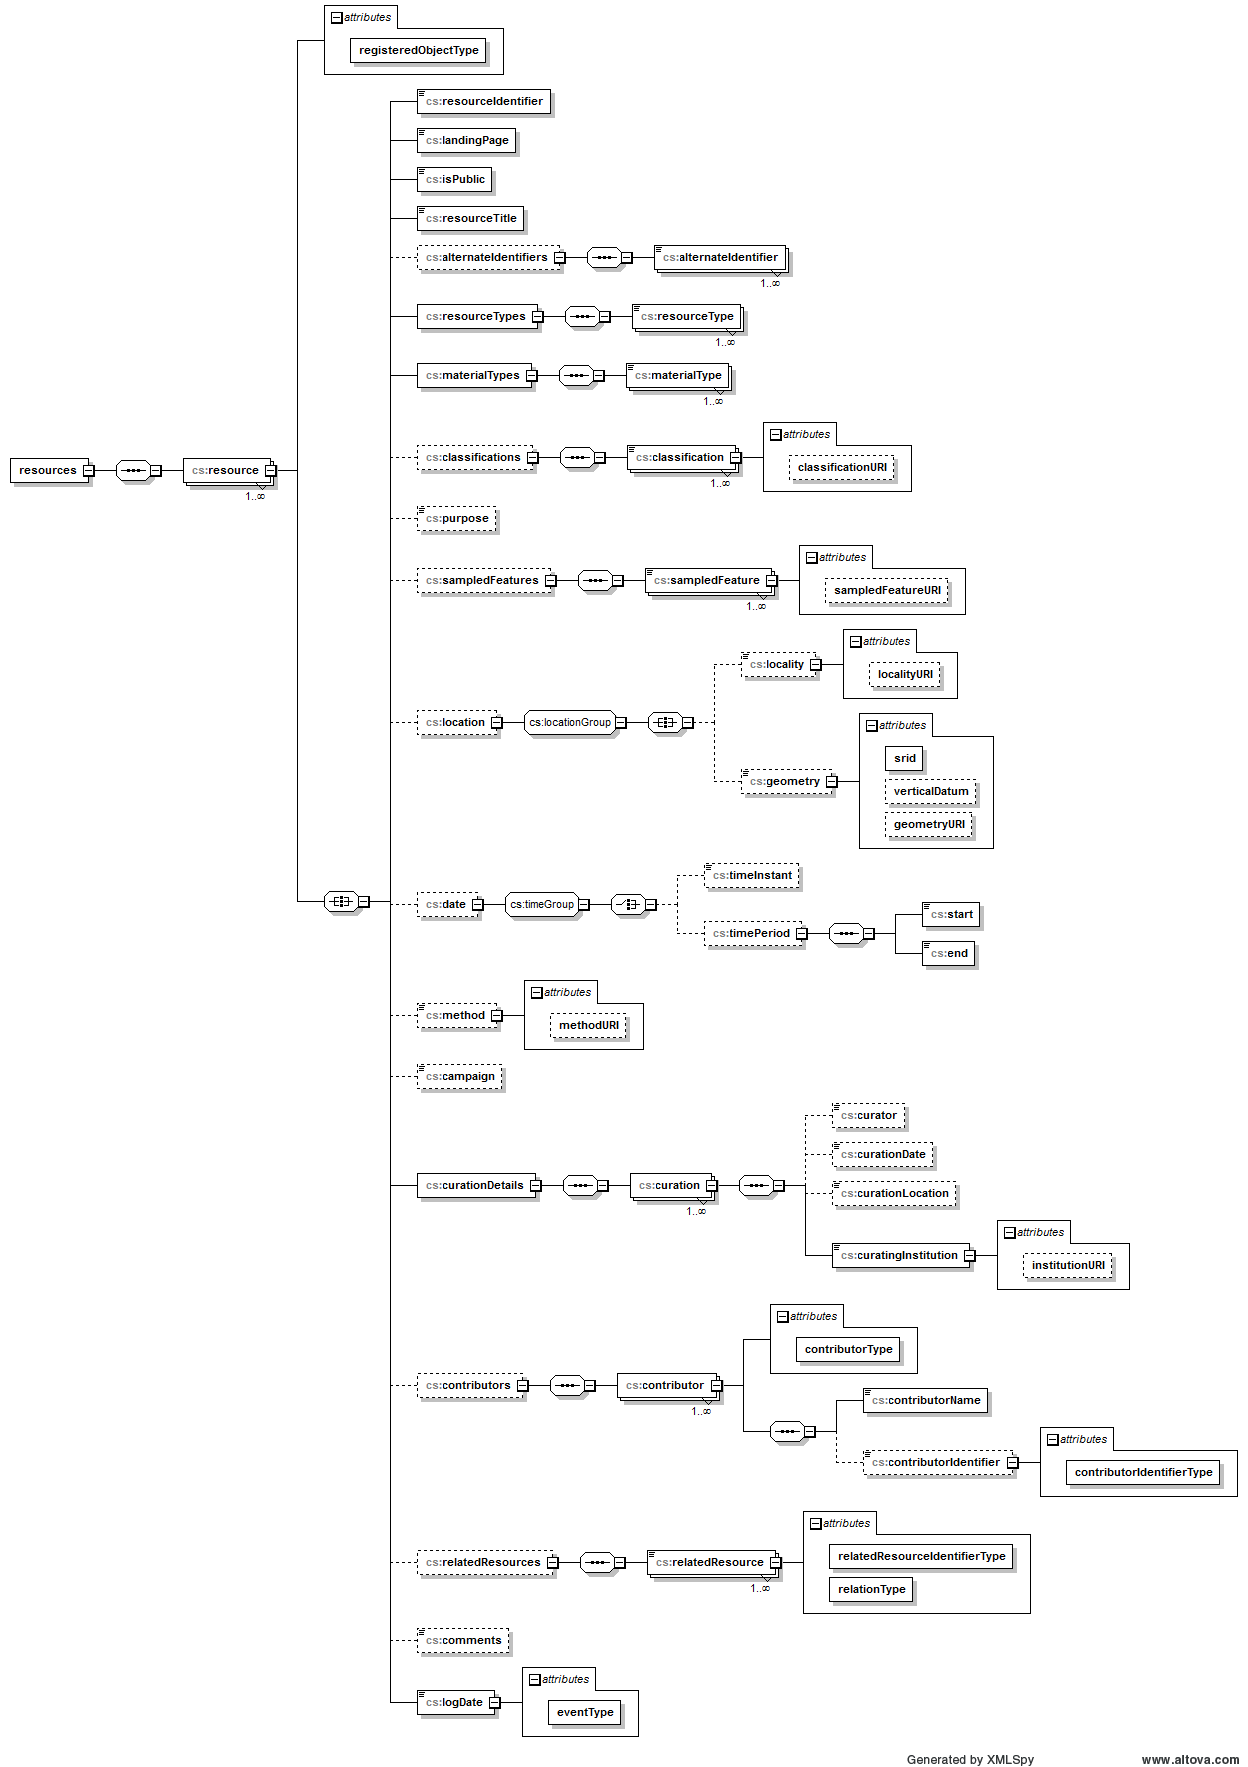 attributes
registeredObjectType
cs:resourceIdentifier
cs:landingPage
cs:isPublic
cs:resourceTitle
cs:alternateIdentifiers
cs:alternateIdentifier
1..∞
cs:resourceTypes
cs:resourceType
1..∞
cs:materialTypes
cs:materialType
1..∞
attributes
cs:classifications
cs:classification
classificationURI
1..∞
resources
cs:resource
1..∞
cs:purpose
attributes
cs:sampledFeatures
cs:sampledFeature
sampledFeatureURI
1..∞
attributes
cs:locality
localityURI
cs:location
cs:locationGroup
attributes
srid
cs:geometry
verticalDatum
geometryURI
cs:timeInstant
cs:date
cs:timeGroup
cs:start
cs:timePeriod
cs:end
attributes
cs:method
methodURI
cs:campaign
cs:curator
cs:curationDate
cs:curationDetails
cs:curation
cs:curationLocation
1..∞
attributes
cs:curatingInstitution
institutionURI
attributes
contributorType
cs:contributors
cs:contributor
1..∞
cs:contributorName
attributes
cs:contributorIdentifier
contributorIdentifierType
attributes
cs:relatedResources
cs:relatedResource
relatedResourceIdentifierType
1..∞
relationType
cs:comments
attributes
cs:logDate
eventType
Generated by XMLSpy
www.altova.com